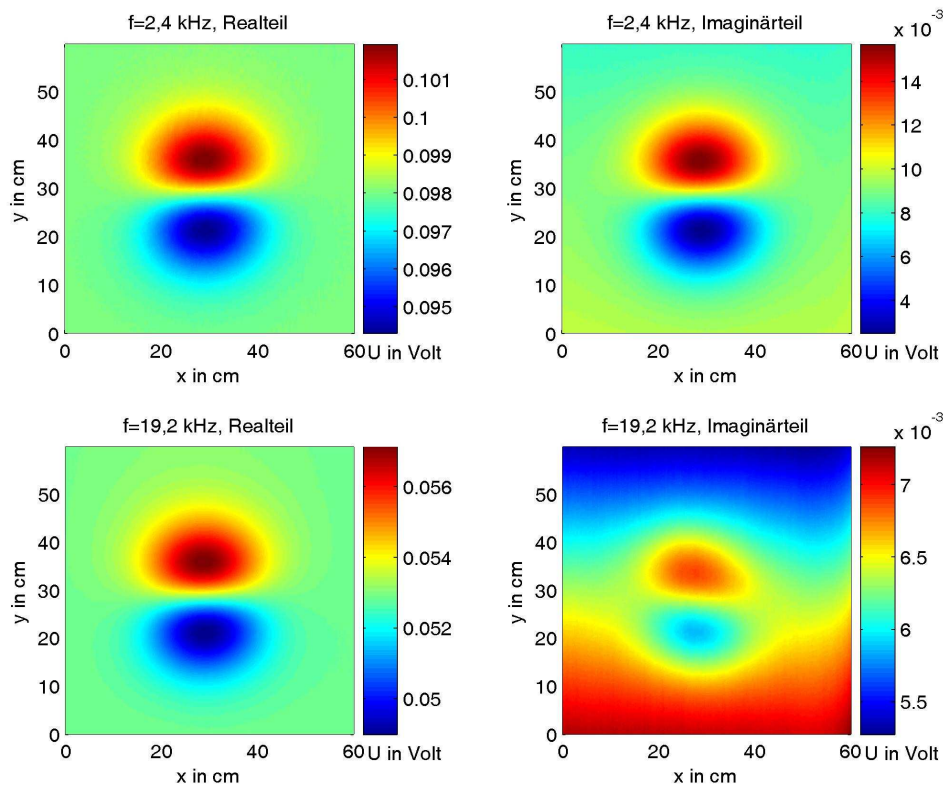 f=2,4 kHz, Realteil
y in cm
50
40
30
20
10
0
0 20 40 60
x in cm
0.101
0.1
0.099
0.098
0.097
0.096
0.095
U in Volt
f=2,4 kHz, Imaginärteil
y in cm
50
40
30
20
10
0
0 20 40 60
x in cm
x 10⁻³
14
12
10
8
6
4
U in Volt
f=19,2 kHz, Realteil
y in cm
50
40
30
20
10
0
0 20 40 60
x in cm
0.056
0.054
0.052
0.05
U in Volt
f=19,2 kHz, Imaginärteil
y in cm
50
40
30
20
10
0
0 20 40 60
x in cm
x 10⁻³
7
6.5
6
5.5
U in Volt